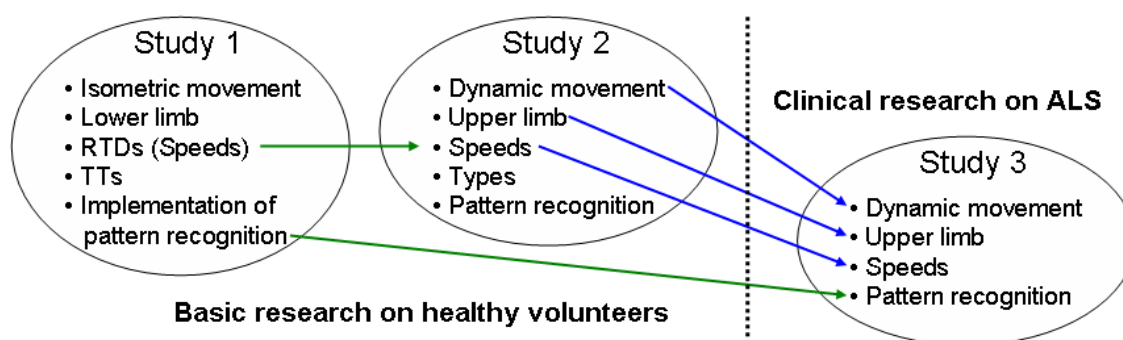 Study 1
• Isometric movement
• Lower limb
• RTDs (Speeds)
• TTs
• Implementation of
pattern recognition
Study 2
• Dynamic movement
• Upper limb
• Speeds
• Types
• Pattern recognition
Clinical research on ALS
Study 3
• Dynamic movement
• Upper limb
• Speeds
• Pattern recognition
Basic research on healthy volunteers